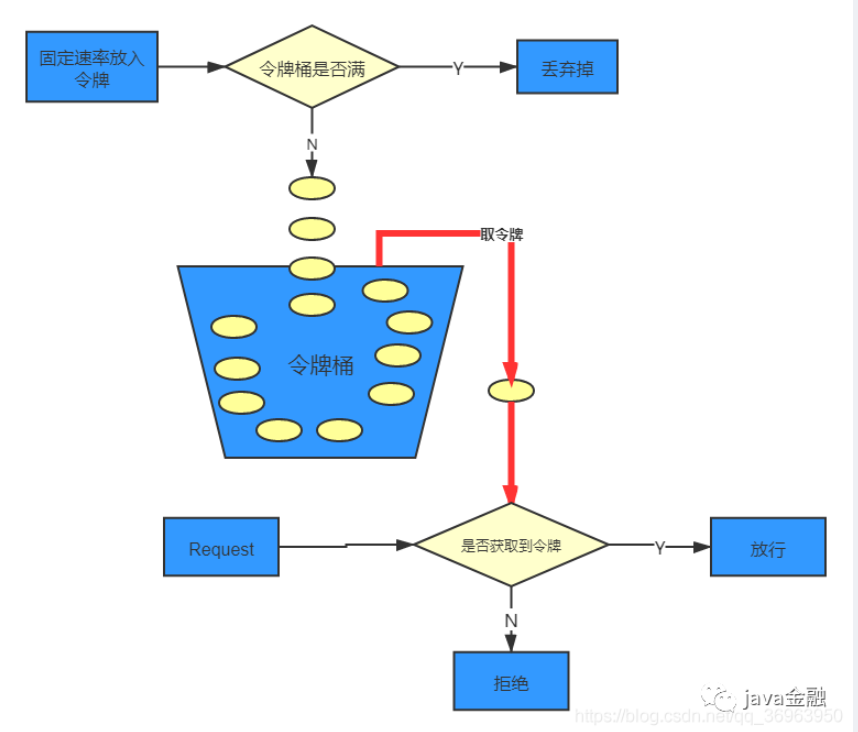 固定速率放入
令牌
令牌桶是否满
Y
丢弃掉
N
取令牌
令牌桶
Request
是否获取到令牌
Y
放行
N
拒绝
java金融
https://blog.csdn.net/qq_36963950